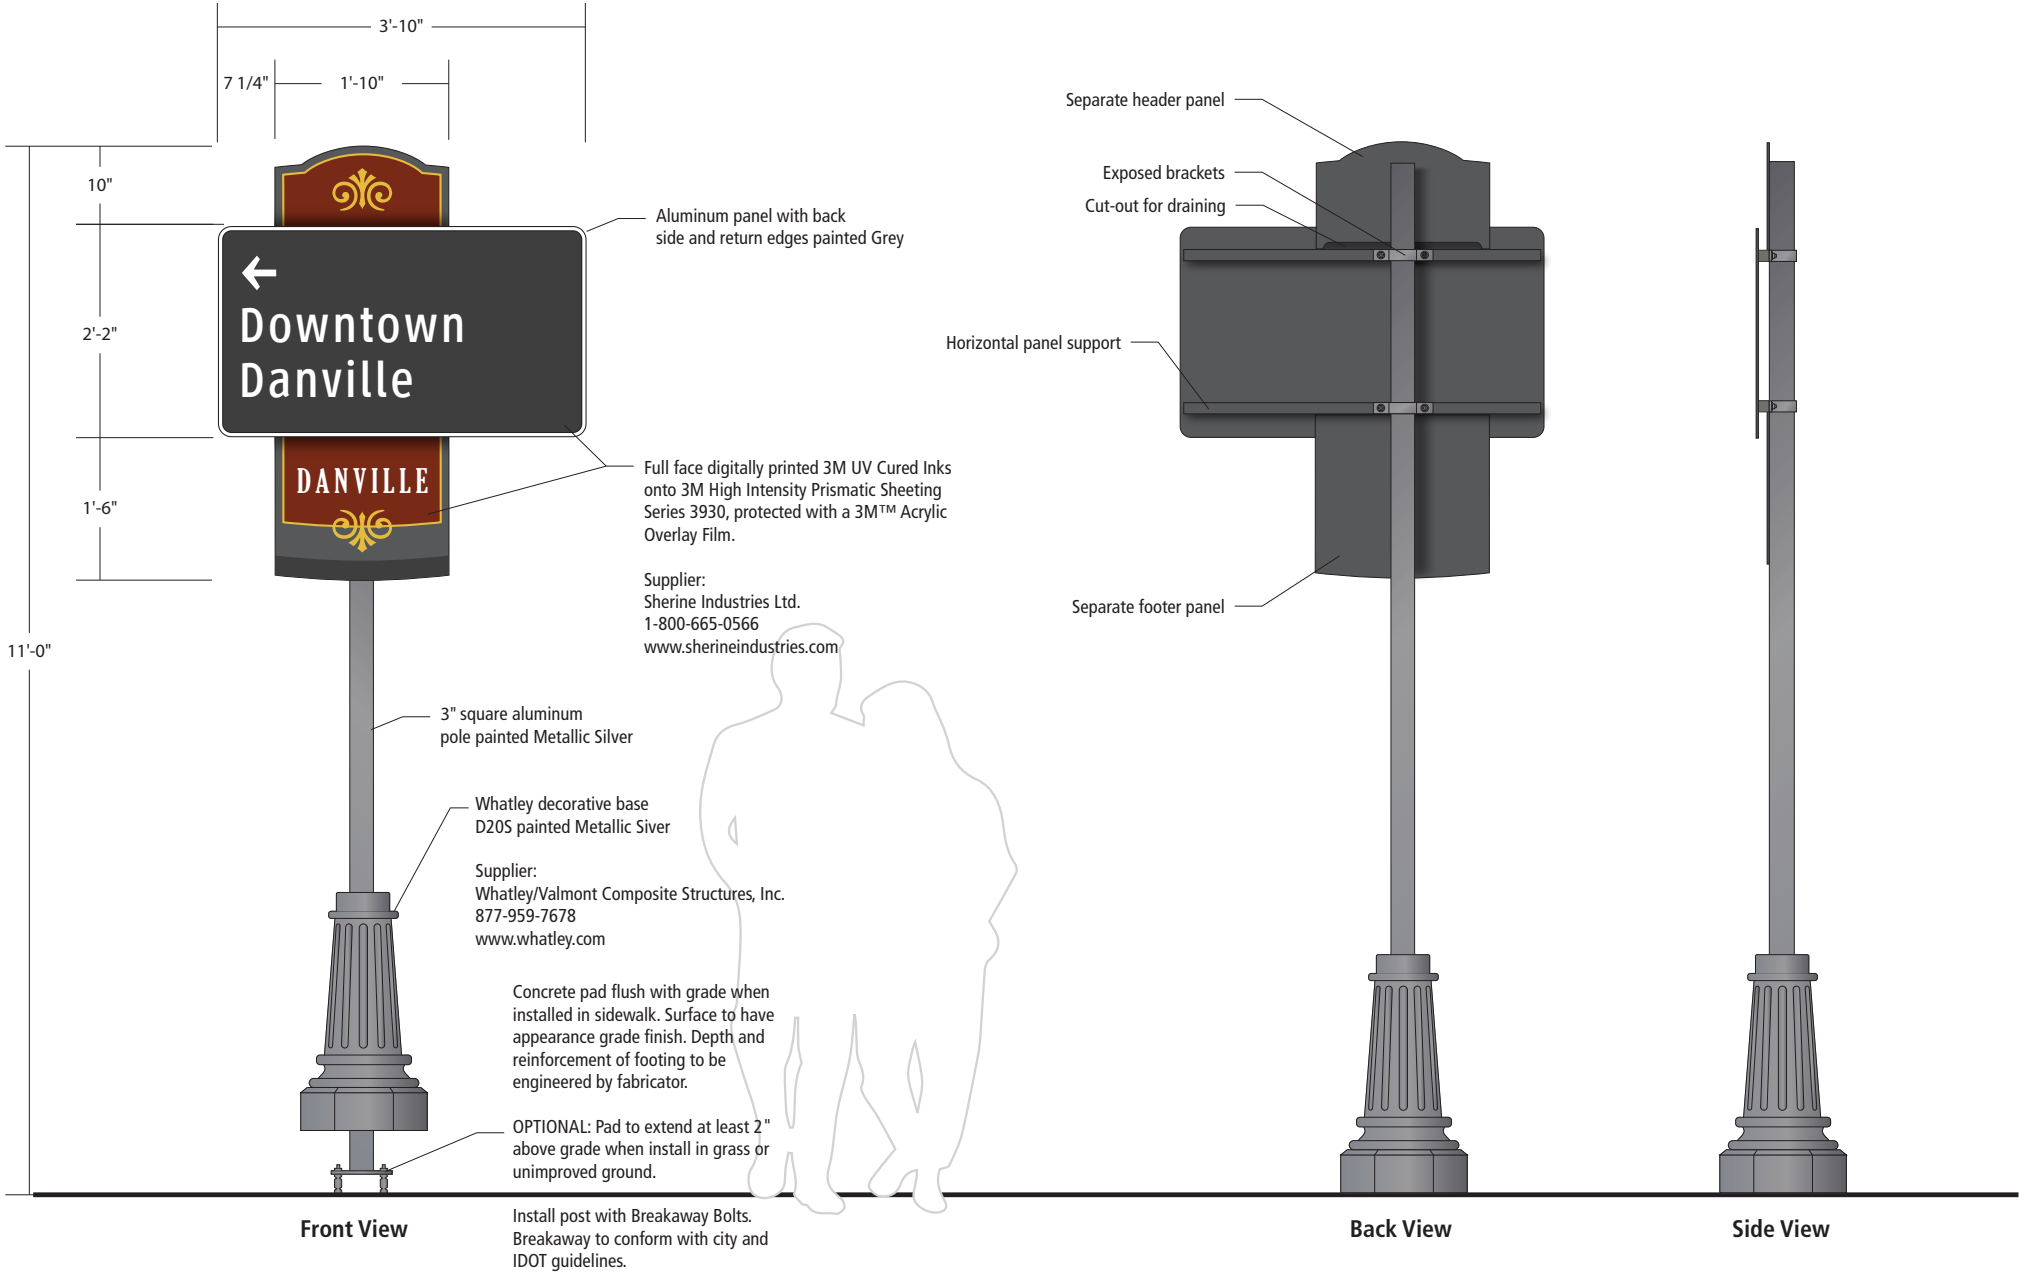 3'-10"
7 1/4"
1'-10"
10"
2'-2"
1'-6"
11'-0"
Downtown
Danville
DANVILLE
Aluminum panel with back
side and return edges painted Grey
Full face digitally printed 3M UV Cured Inks
onto 3M High Intensity Prismatic Sheeting
Series 3930, protected with a 3M™ Acrylic
Overlay Film.
Supplier:
Sherine Industries Ltd.
1-800-665-0566
www.sherineindustries.com
3" square aluminum
pole painted Metallic Silver
Whatley decorative base
D20S painted Metallic Siver
Supplier:
Whatley/Valmont Composite Structures, Inc.
877-959-7678
www.whatley.com
Concrete pad flush with grade when
installed in sidewalk. Surface to have
appearance grade finish. Depth and
reinforcement of footing to be
engineered by fabricator.
OPTIONAL: Pad to extend at least 2"
above grade when install in grass or
unimproved ground.
Install post with Breakaway Bolts.
Breakaway to conform with city and
IDOT guidelines.
Front View
Separate header panel
Exposed brackets
Cut-out for draining
Horizontal panel support
Separate footer panel
Back View
Side View